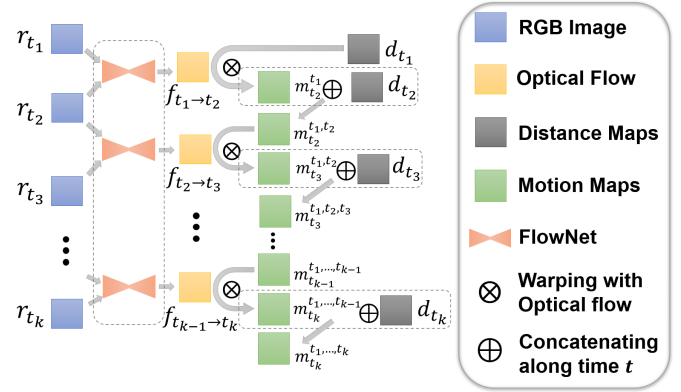 r_{t_1}
f_{t_1→t_2}
d_{t_1}
m_{t_2}^{t_1} ⊕ d_{t_2}
r_{t_2}
m_{t_2}^{t_1,t_2}
f_{t_2→t_3}
m_{t_3}^{t_1,t_2} ⊕ d_{t_3}
r_{t_3}
m_{t_3}^{t_1,t_2,t_3}
m_{t_{k-1}}^{t_1,...,t_{k-1}}
f_{t_{k-1}→t_k}
m_{t_k}^{t_1,...,t_{k-1}} ⊕ d_{t_k}
r_{t_k}
m_{t_k}^{t_1,...,t_k}
RGB Image
Optical Flow
Distance Maps
Motion Maps
FlowNet
⊗ Warping with
Optical flow
⊕ Concatenating
along time t